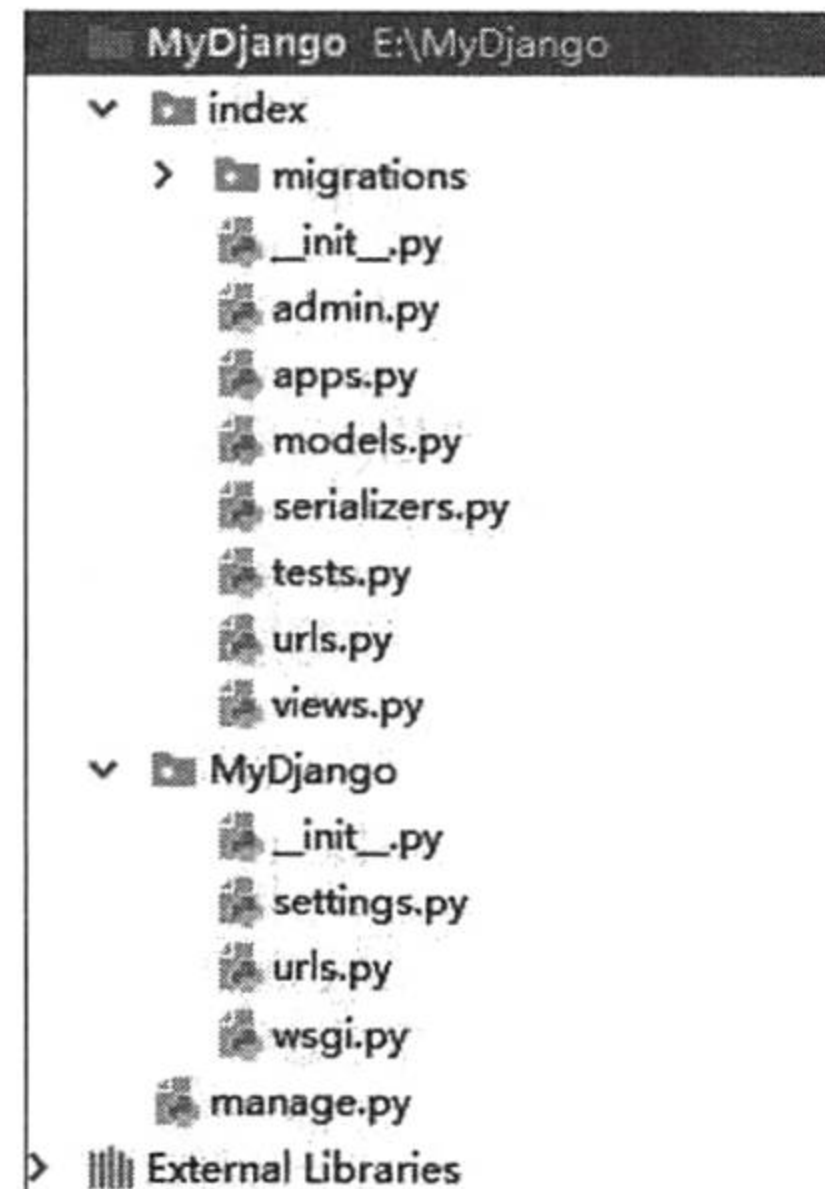 MyDjango E:\MyDjango
index
migrations
__init__.py
admin.py
apps.py
models.py
serializers.py
tests.py
urls.py
views.py
MyDjango
__init__.py
settings.py
urls.py
wsgi.py
manage.py
External Libraries